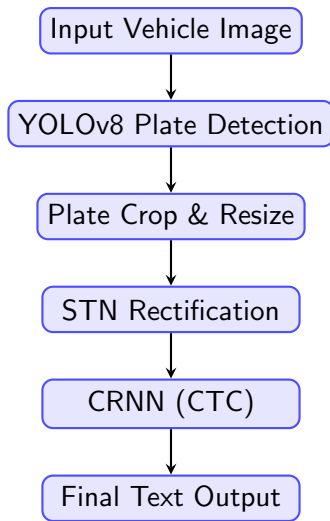 Input Vehicle Image
YOLOv8 Plate Detection
Plate Crop & Resize
STN Rectification
CRNN (CTC)
Final Text Output